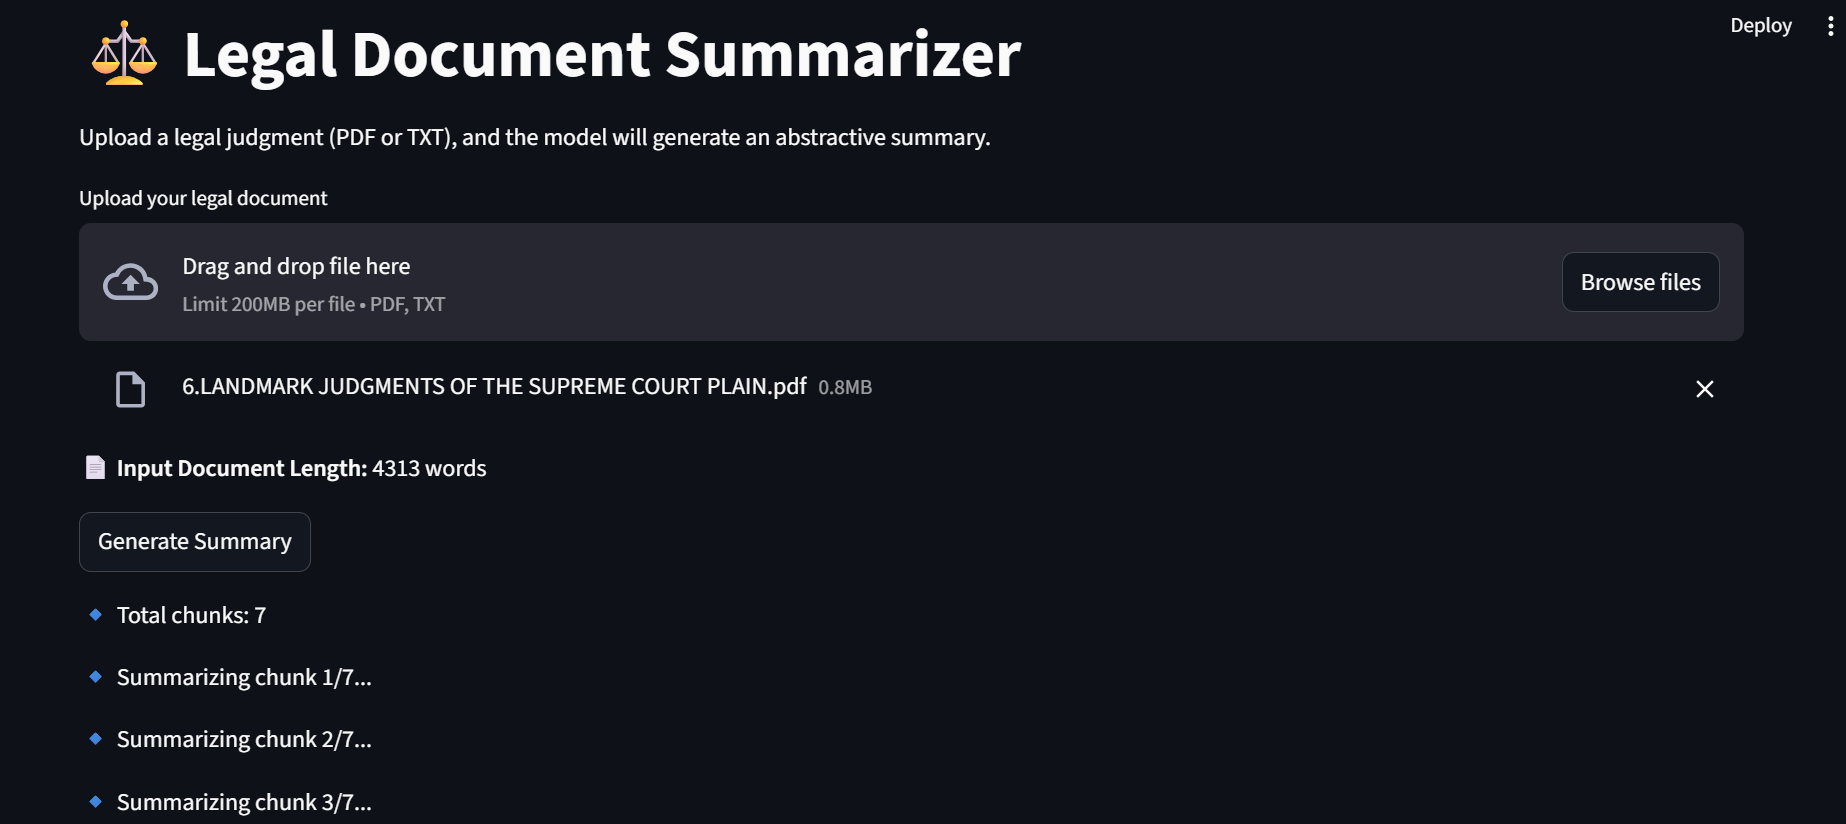 Deploy
Legal Document Summarizer
Upload a legal judgment (PDF or TXT), and the model will generate an abstractive summary.
Upload your legal document
Drag and drop file here
Limit 200MB per file • PDF, TXT
Browse files
6.LANDMARK JUDGMENTS OF THE SUPREME COURT PLAIN.pdf 0.8MB
Input Document Length: 4313 words
Generate Summary
Total chunks: 7
Summarizing chunk 1/7...
Summarizing chunk 2/7...
Summarizing chunk 3/7...